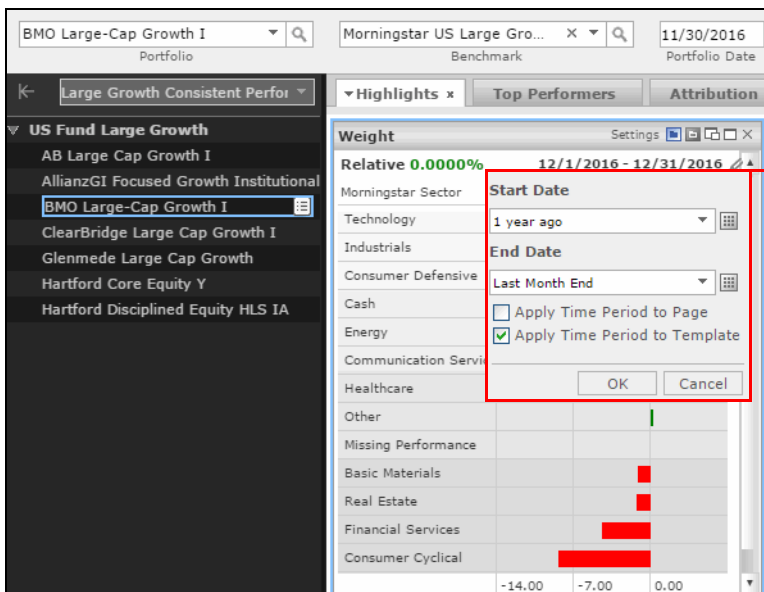 BMO Large-Cap Growth I
Morningstar US Large Gro...
11/30/2016
Portfolio
Benchmark
Portfolio Date
Large Growth Consistent Perfor
US Fund Large Growth
AB Large Cap Growth I
AllianzGI Focused Growth Institutional
BMO Large-Cap Growth I
ClearBridge Large Cap Growth I
Glenmede Large Cap Growth
Hartford Core Equity Y
Hartford Disciplined Equity HLS IA
Highlights x
Top Performers
Attribution
Weight
Settings
Relative 0.0000%
12/1/2016 - 12/31/2016
Morningstar Sector
Technology
Industrials
Consumer Defensive
Cash
Energy
Communication Servi
Healthcare
Other
Missing Performance
Basic Materials
Real Estate
Financial Services
Consumer Cyclical
-14.00 -7.00 0.00
Start Date
1 year ago
End Date
Last Month End
Apply Time Period to Page
Apply Time Period to Template
OK
Cancel